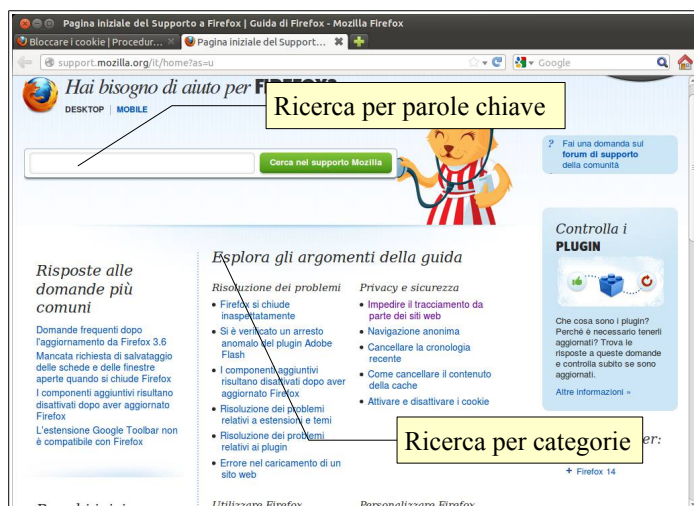 Pagina iniziale del Supporto a Firefox | Guida di Firefox - Mozilla Firefox
Bloccare i cookie | Procedur...
Pagina iniziale del Support...
support.mozilla.org/it/home?as=u
Google
Hai bisogno di aiuto per FIREFOX?
DESKTOP | MOBILE
Ricerca per parole chiave
Cerca nel supporto Mozilla
? Fai una domanda sul
forum di supporto
della comunità
Risposte alle
domande più
comuni
Domande frequenti dopo
l'aggiornamento da Firefox 3.6
Mancata richiesta di salvataggio
delle schede e delle finestre
aperte quando si chiude Firefox
I componenti aggiuntivi risultano
disattivati dopo aver aggiornato
Firefox
L'estensione Google Toolbar non
è compatibile con Firefox
Esplora gli argomenti della guida
Risoluzione dei problemi
• Firefox si chiude
inaspettatamente
• Si è verificato un arresto
anomalo del plugin Adobe
Flash
• I componenti aggiuntivi
risultano disattivati dopo aver
aggiornato Firefox
• Risoluzione dei problemi
relativi a estensioni e temi
• Risoluzione dei problemi
relativi ai plugin
• Errore nel caricamento di un
sito web
Privacy e sicurezza
• Impedire il tracciamento da
parte dei siti web
• Navigazione anonima
• Cancellare la cronologia
recente
• Come cancellare il contenuto
della cache
• Attivare e disattivare i cookie
Controlla i
PLUGIN
Che cosa sono i plugin?
Perché è necessario tenerli
aggiornati? Trova le
risposte a queste domande
e controlla subito se sono
aggiornati.
Altre informazioni »
Ricerca per categorie
er:
+ Firefox 14
Utilizzare Firefox
Personalizzare Firefox